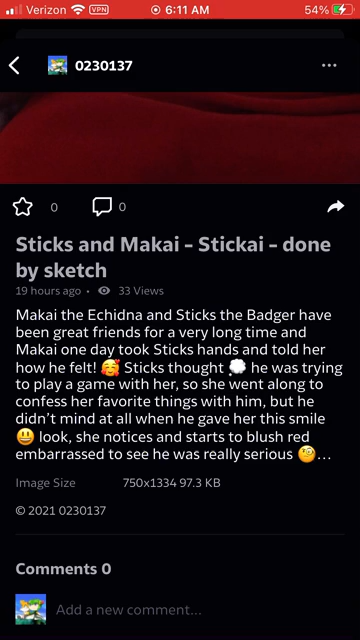 Verizon VPN 6:11 AM 54%
0230137
0 0
Sticks and Makai - Stickai - done
by sketch
19 hours ago • 33 Views
Makai the Echidna and Sticks the Badger have
been great friends for a very long time and
Makai one day took Sticks hands and told her
how he felt! 🥰 Sticks thought 💭 he was trying
to play a game with her, so she went along to
confess her favorite things with him, but he
didn't mind at all when he gave her this smile
😃 look, she notices and starts to blush red
embarrassed to see he was really serious 🧐...
Image Size 750x1334 97.3 KB
© 2021 0230137
Comments 0
Add a new comment...